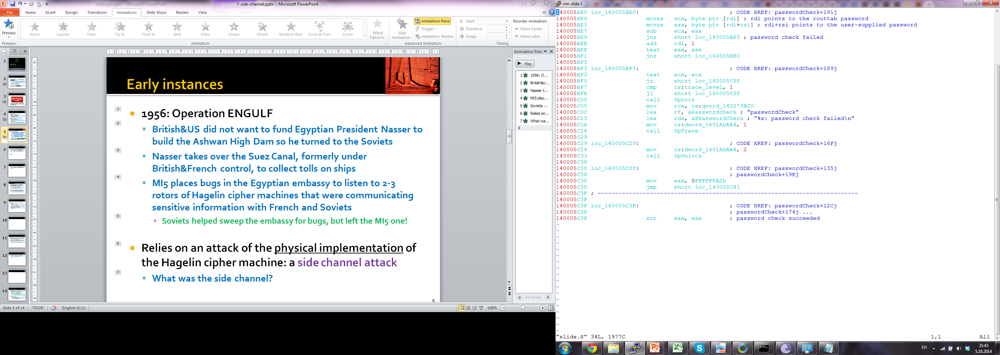 7-side-channel.pptx - Microsoft PowerPoint
File Home Insert Design Transitions Animations Slide Show Review View
Preview
None Appear Fade Fly In Float In Split Wipe Shape Wheel Random Bars Grow & Turn Zoom
Effect Options
Add Animation
Animation Pane
Trigger
Animation Painter
Start:
Duration:
Delay:
Reorder Animation
Move Earlier
Move Later
Preview Animation Advanced Animation Timing
Early instances
1956: Operation ENGULF
British&US did not want to fund Egyptian President Nasser to
build the Ashwan High Dam so he turned to the Soviets
Nasser takes over the Suez Canal, formerly under
British&French control, to collect tolls on ships
MI5 places bugs in the Egyptian embassy to listen to 2-3
rotors of Hagelin cipher machines that were communicating
sensitive information with French and Soviets
Soviets helped sweep the embassy for bugs, but left the MI5 one!
Relies on an attack of the physical implementation of
the Hagelin cipher machine: a side channel attack
What was the side channel?
5
Animation Pan
Play
1 1956: O...
2 British&U...
3 Nasser t...
4 MI5 plac...
5 Soviets ...
6 Relies on...
7 What wa...
Re-Order
Slide 5 of 14 "TOOR" English (U.S.) 100%
vim slide.S
140005BE0 loc_140005BE0: ; CODE XREF: passwordCheck+191j
140005BE0 movzx ecx, byte ptr [rdi] ; rdi points to the routtab password
140005BE3 movzx eax, byte ptr [rdi+rsi] ; rdi+rsi points to the user-supplied password
140005BE7 sub ecx, eax
140005BE9 jnz short loc_140005BF3 ; password check failed
140005BEB add rdi, 1
140005BEF test eax, eax
140005BF1 jnz short loc_140005BE0
140005BF3
140005BF3 loc_140005BF3: ; CODE XREF: passwordCheck+189j
140005BF3 test ecx, ecx
140005BF5 jz short loc_140005C3F
140005BF7 cmp cs:trace_level, 1
140005BFE jl short loc_140005C38
140005C00 call DpLock
140005C05 mov rcx, cs:qword_140273BC0
140005C0C lea r8, aPasswordcheck ; "passwordCheck"
140005C13 lea rdx, aSPasswordCheck ; "%s: password check failed\n"
140005C1A mov cs:dword_1401ADAA4, 1
140005C24 call DpTrace
140005C29
140005C29 loc_140005C29: ; CODE XREF: passwordCheck+16Fj
140005C29 mov cs:dword_1401ADAA4, 2
140005C33 call DpUnlock
140005C38
140005C38 loc_140005C38: ; CODE XREF: passwordCheck+135j
140005C38 ; passwordCheck+19Ej
140005C38 mov eax, 0FFFFFFA2h
140005C3D jmp short loc_140005C41
140005C3F ; ---------------------------------------------------------------------------
140005C3F
140005C3F loc_140005C3F: ; CODE XREF: passwordCheck+12Cj
140005C3F ; passwordCheck+174j ...
140005C3F xor eax, eax ; password check succeeded
"slide.S" 34L, 1977C 1,1 All
EN 21:43
5.10.2014